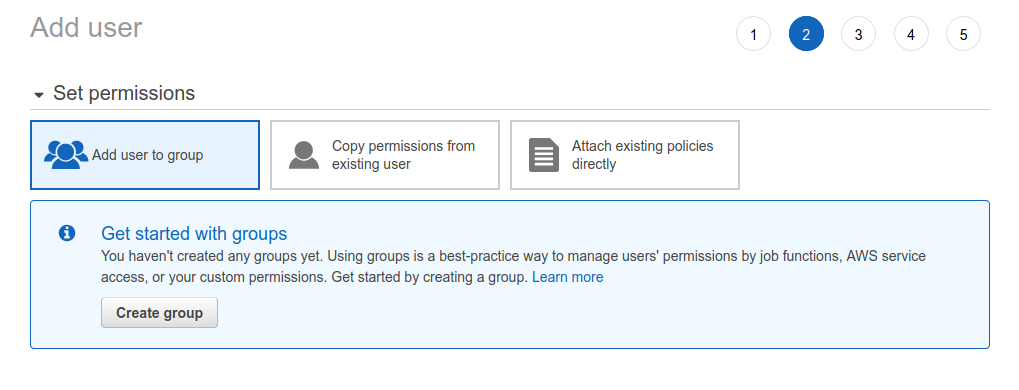 Add user
1 2 3 4 5
Set permissions
Add user to group
Copy permissions from
existing user
Attach existing policies
directly
Get started with groups
You haven't created any groups yet. Using groups is a best-practice way to manage users' permissions by job functions, AWS service
access, or your custom permissions. Get started by creating a group. Learn more
Create group